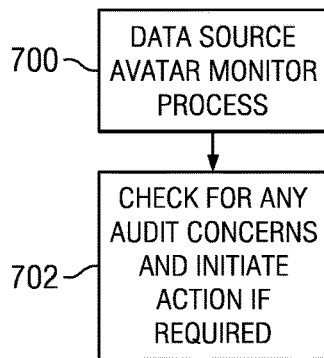 700
DATA SOURCE
AVATAR MONITOR
PROCESS
702
CHECK FOR ANY
AUDIT CONCERNS
AND INITIATE
ACTION IF
REQUIRED